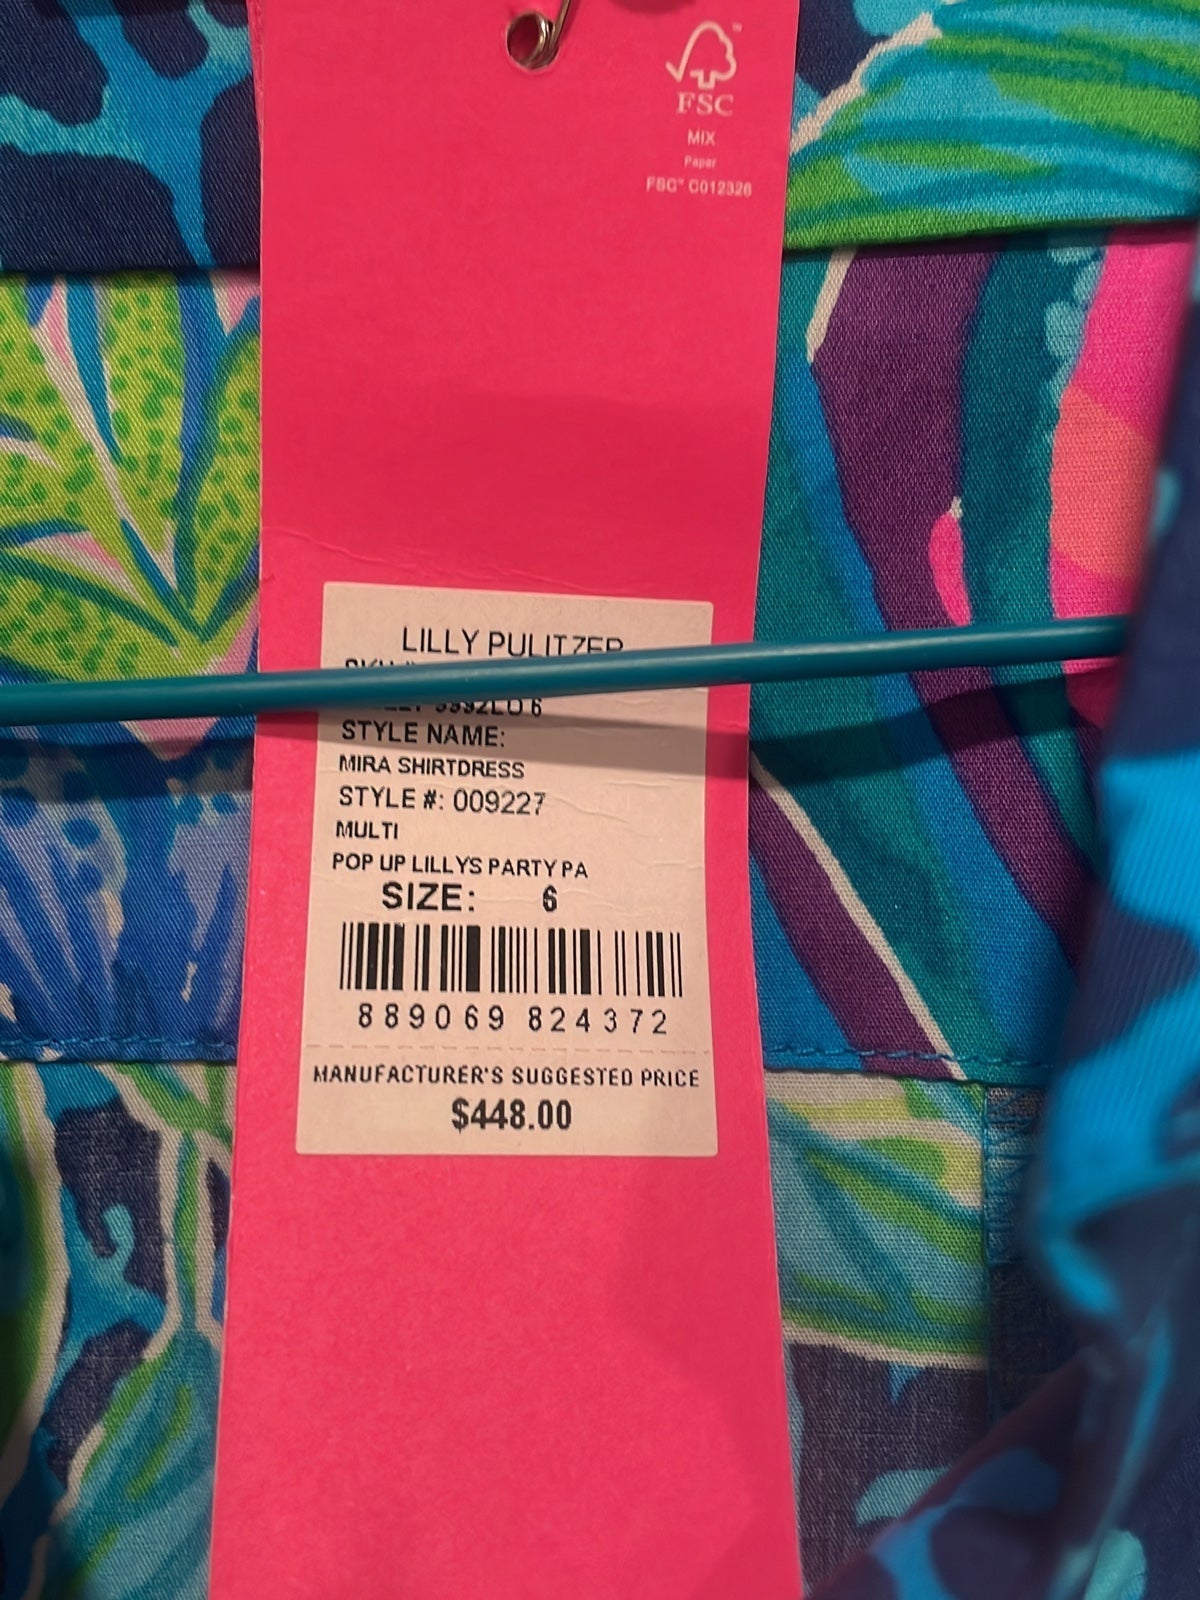 FSC
MIX
Paper
FSC™ C012326
LILLY PULITZER
STYLE NAME:
MIRA SHIRTDRESS
STYLE #: 009227
MULTI
POP UP LILLYS PARTY PA
SIZE: 6
889069 824372
MANUFACTURER'S SUGGESTED PRICE
$448.00